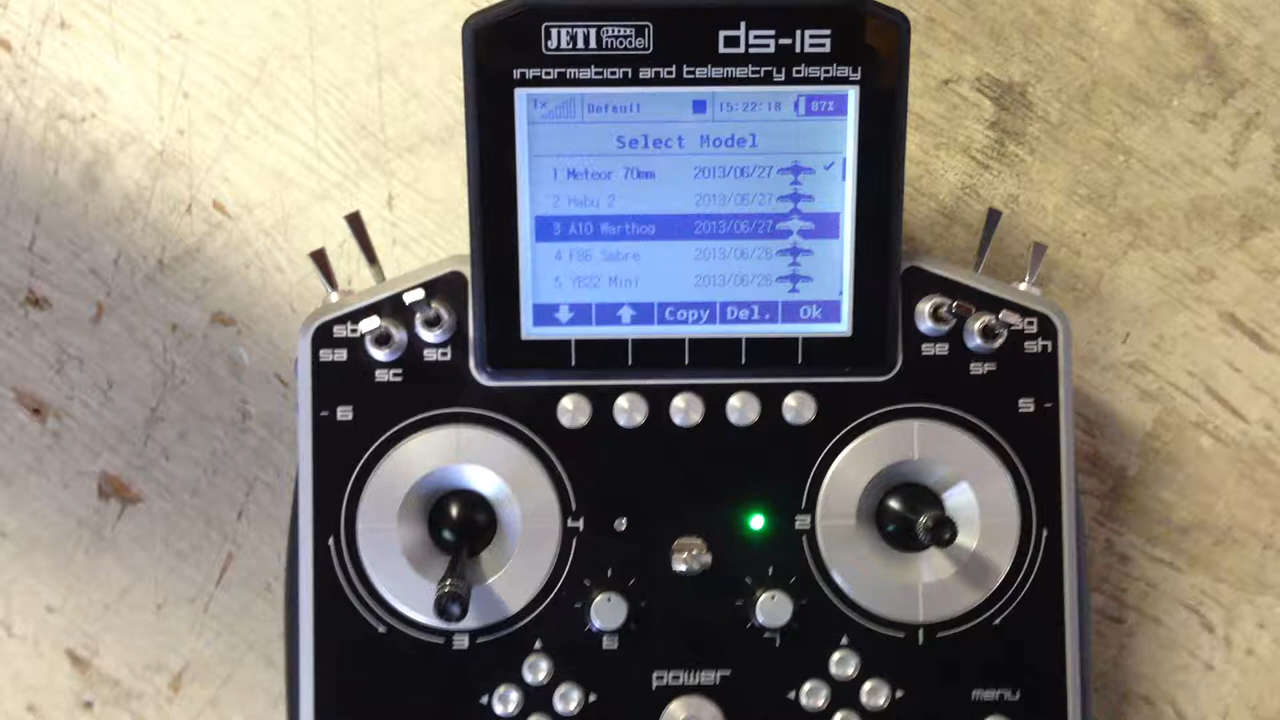 JETI model ds-16
information and telemetry display
Tx Default 15:22:18 87%
Select Model
1 Meteor 70mm 2013/06/27
2 Habu 2 2013/06/27
3 A10 Warthog 2013/06/27
4 F86 Sabre 2013/06/26
5 YB22 Mini 2013/06/26
Copy Del. Ok
sb sg
sa sd se sh
sc sf
- 6 5 -
4 2
3 1
8 7
power
menu